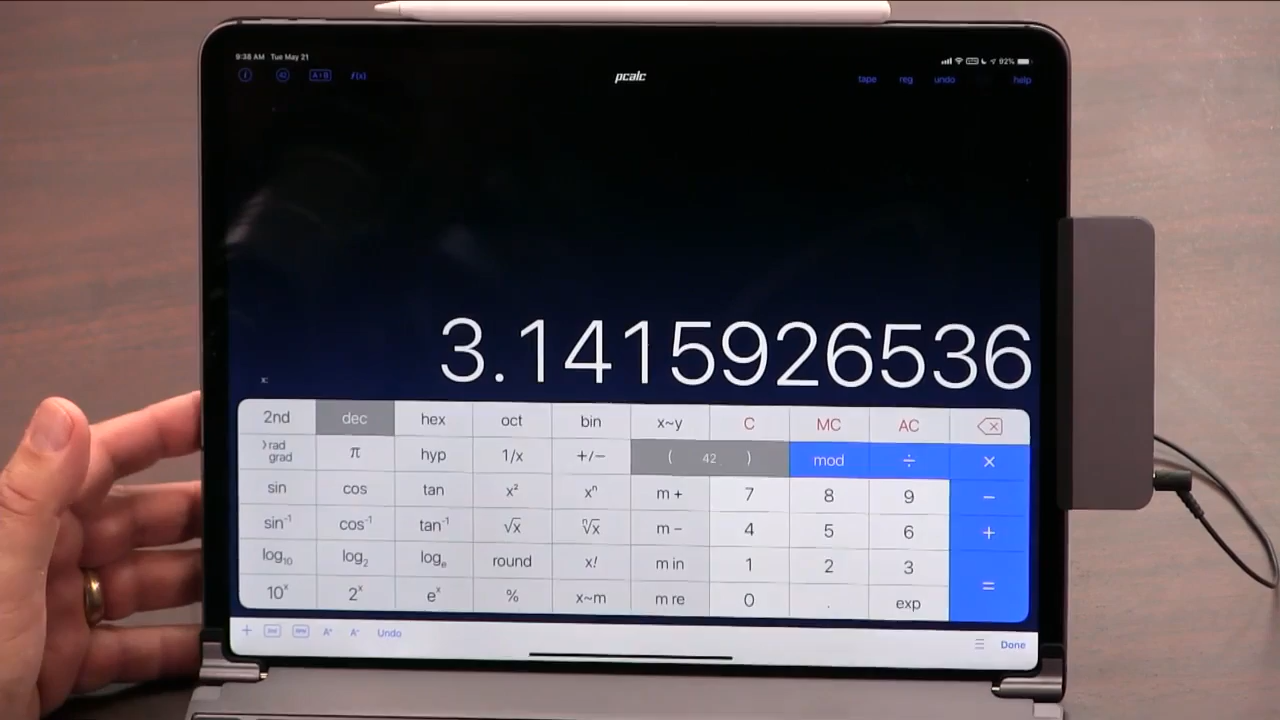 9:38 AM Tue May 21
92%
i 42 A÷B f(x)
pcalc
tape reg undo help
3.1415926536
x:
2nd dec hex oct bin x~y C MC AC
rad
grad
π hyp 1/x +/− ( 42 ) mod ÷ ×
sin cos tan x² xⁿ m + 7 8 9 −
sin⁻¹ cos⁻¹ tan⁻¹ √x ⁿ√x m − 4 5 6 +
log₁₀ log₂ logₑ round x! m in 1 2 3
10ˣ 2ˣ eˣ % x~m m re 0 . exp =
+ A⁺ A⁻ Undo Done